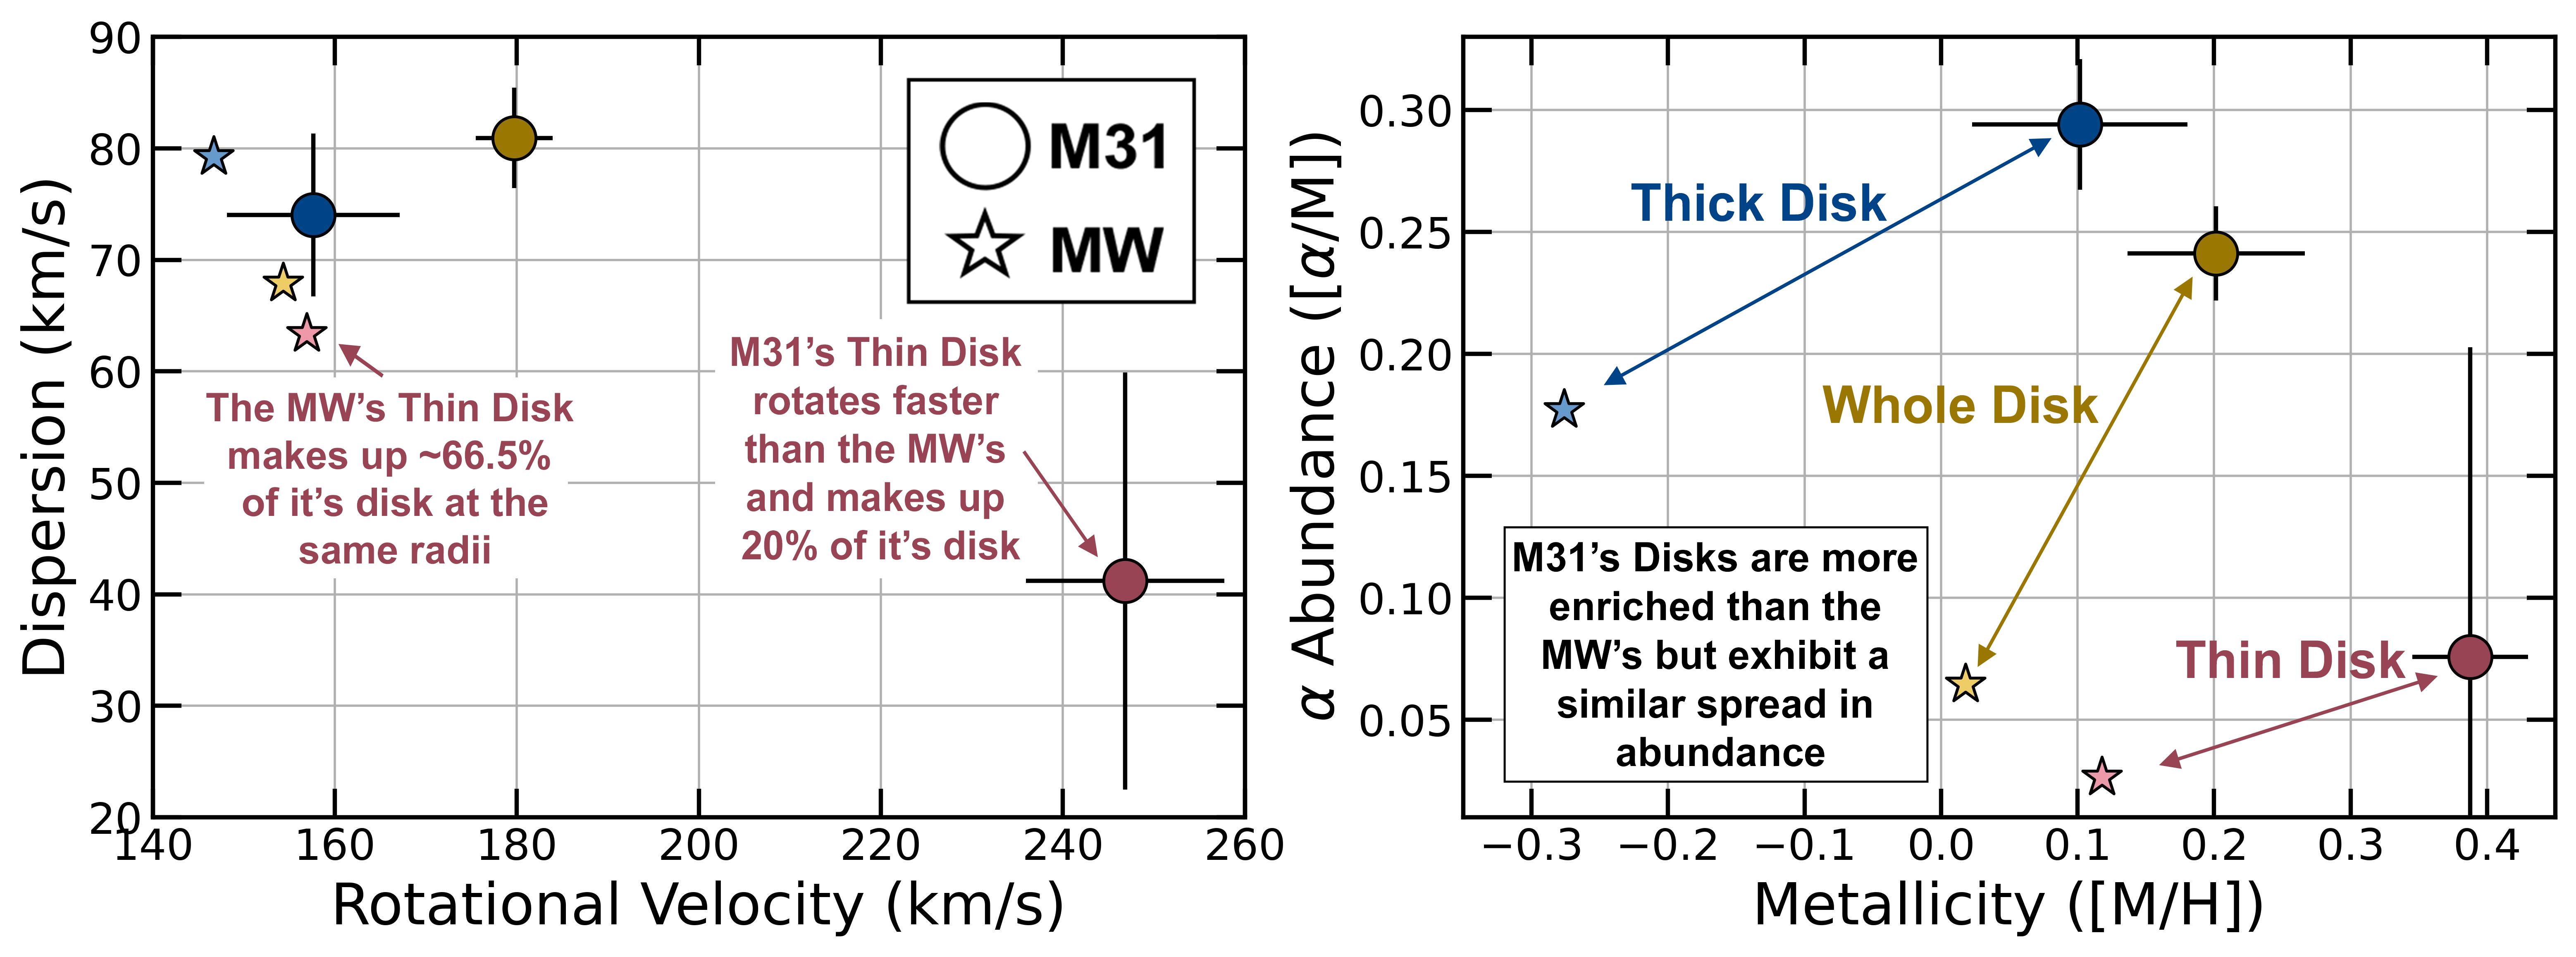 90
80
70
60
50
40
30
20
140
160
180
200
220
240
260
Dispersion (km/s)
Rotational Velocity (km/s)
M31
MW
M31’s Thin Disk
rotates faster
than the MW’s
and makes up
20% of it’s disk
The MW’s Thin Disk
makes up ~66.5%
of it’s disk at the
same radii
0.30
0.25
0.20
0.15
0.10
0.05
−0.3
−0.2
−0.1
0.0
0.1
0.2
0.3
0.4
α Abundance ([α/M])
Metallicity ([M/H])
Thick Disk
Whole Disk
Thin Disk
M31’s Disks are more
enriched than the
MW’s but exhibit a
similar spread in
abundance